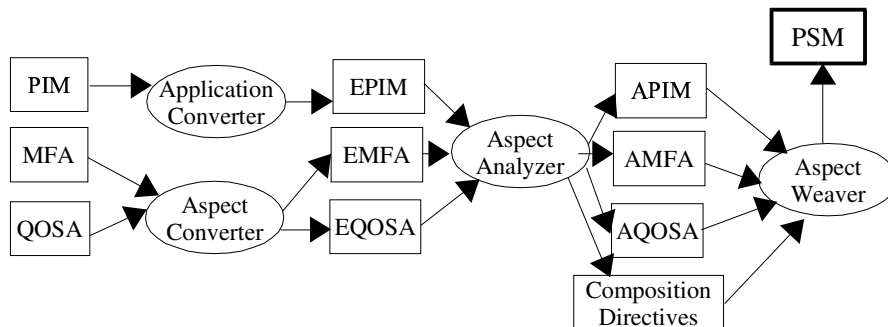 PSM
PIM
Application
Converter
EPIM
APIM
MFA
EMFA
Aspect
Analyzer
AMFA
Aspect
Weaver
QOSA
Aspect
Converter
EQOSA
AQOSA
Composition
Directives